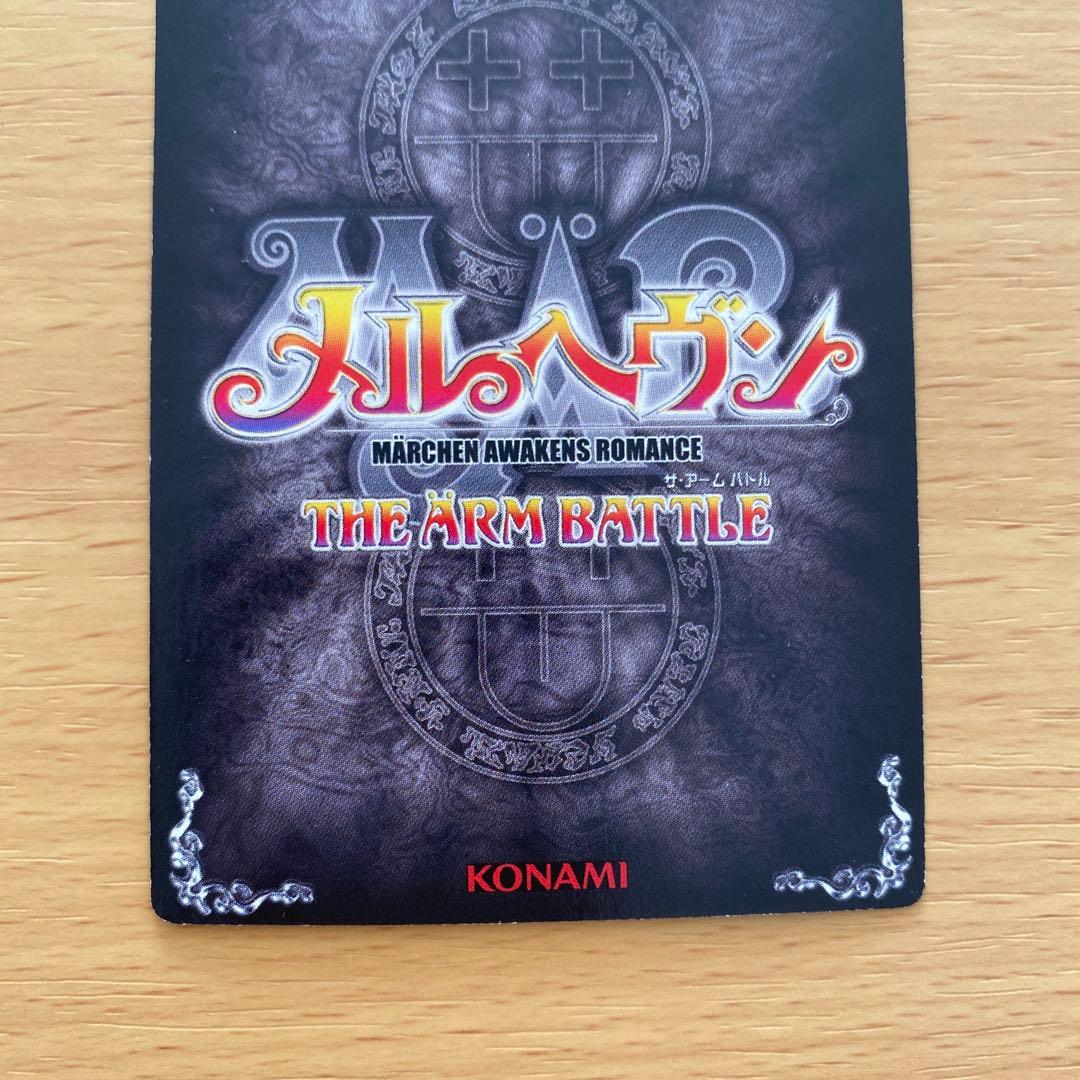 MÄR
メルヘヴン
MÄRCHEN AWAKENS ROMANCE
ザ・アーム バトル
THE ÄRM BATTLE
KONAMI